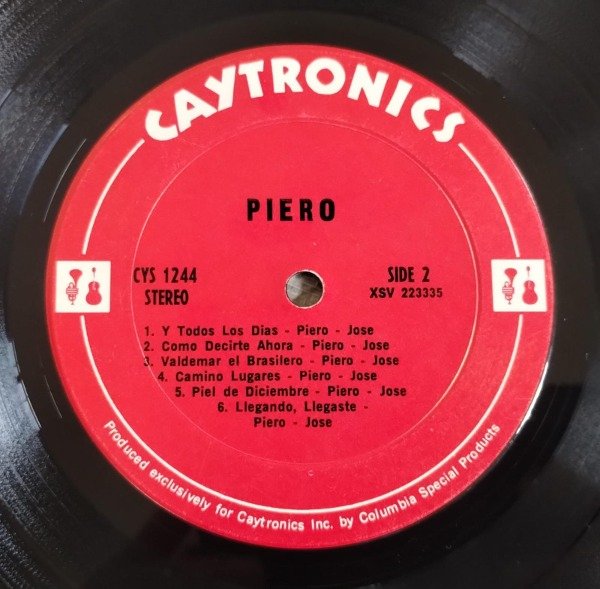 CAYTRONICS
PIERO
CYS 1244
STEREO
SIDE 2
XSV 223335
1. Y Todos Los Dias - Piero - Jose
2. Como Decirte Ahora - Piero - Jose
3. Valdemar el Brasilero - Piero - Jose
4. Camino Lugares - Piero - Jose
5. Piel de Diciembre - Piero - Jose
6. Llegando, Llegaste -
Piero - Jose
Produced exclusively for Caytronics Inc. by Columbia Special Products